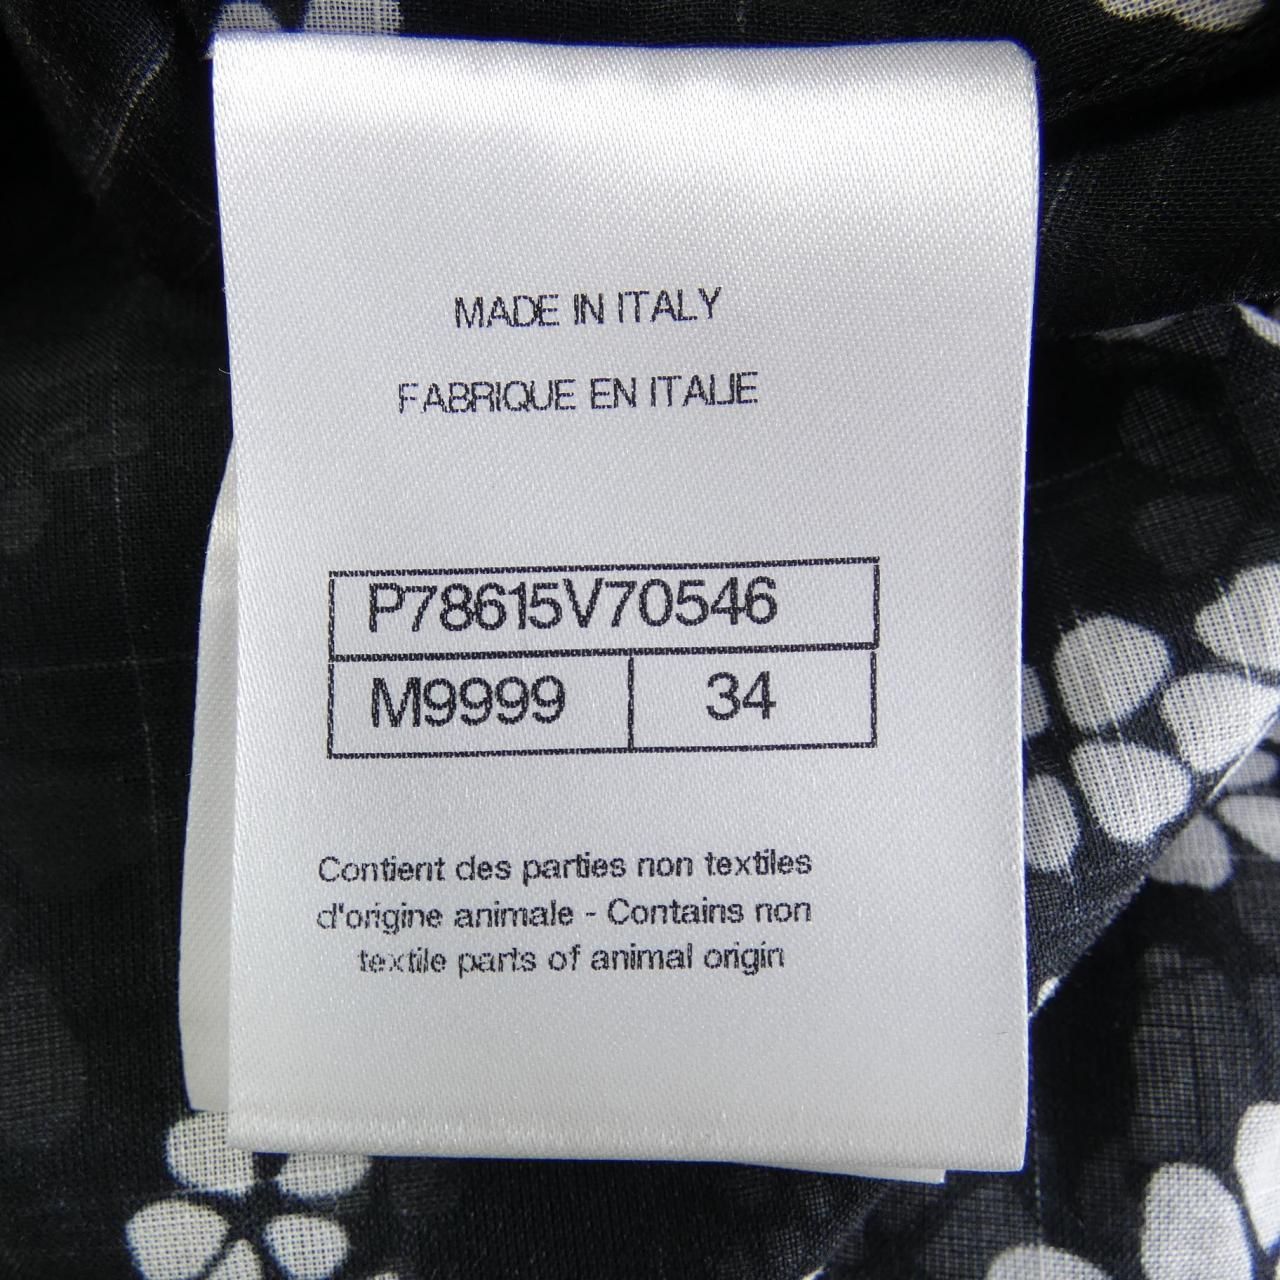 MADE IN ITALY
FABRIQUE EN ITALIE
P78615V70546
M9999 34
Contient des parties non textiles
d'origine animale - Contains non
textile parts of animal origin